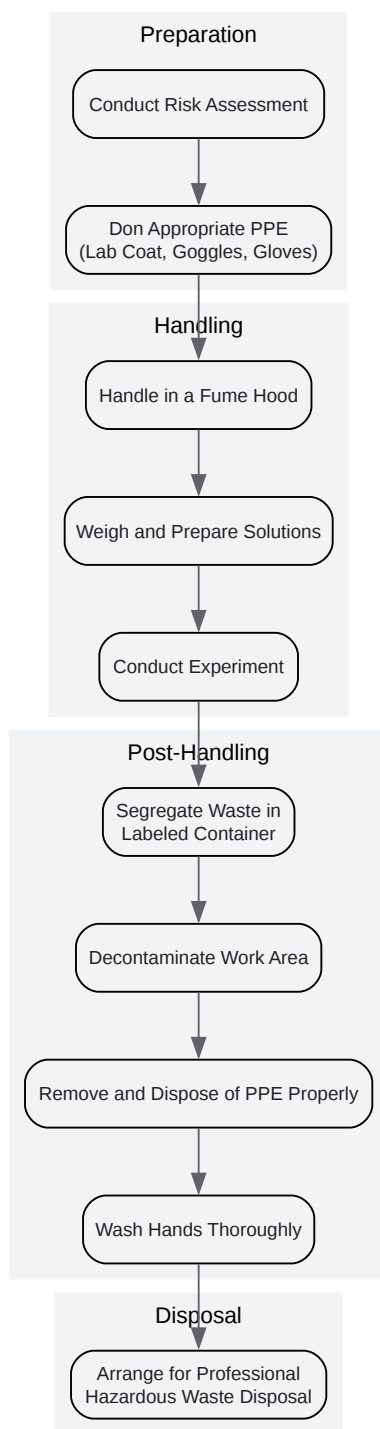 Preparation
Conduct Risk Assessment
Don Appropriate PPE
(Lab Coat, Goggles, Gloves)
Handling
Handle in a Fume Hood
Weigh and Prepare Solutions
Conduct Experiment
Post-Handling
Segregate Waste in
Labeled Container
Decontaminate Work Area
Remove and Dispose of PPE Properly
Wash Hands Thoroughly
Disposal
Arrange for Professional
Hazardous Waste Disposal